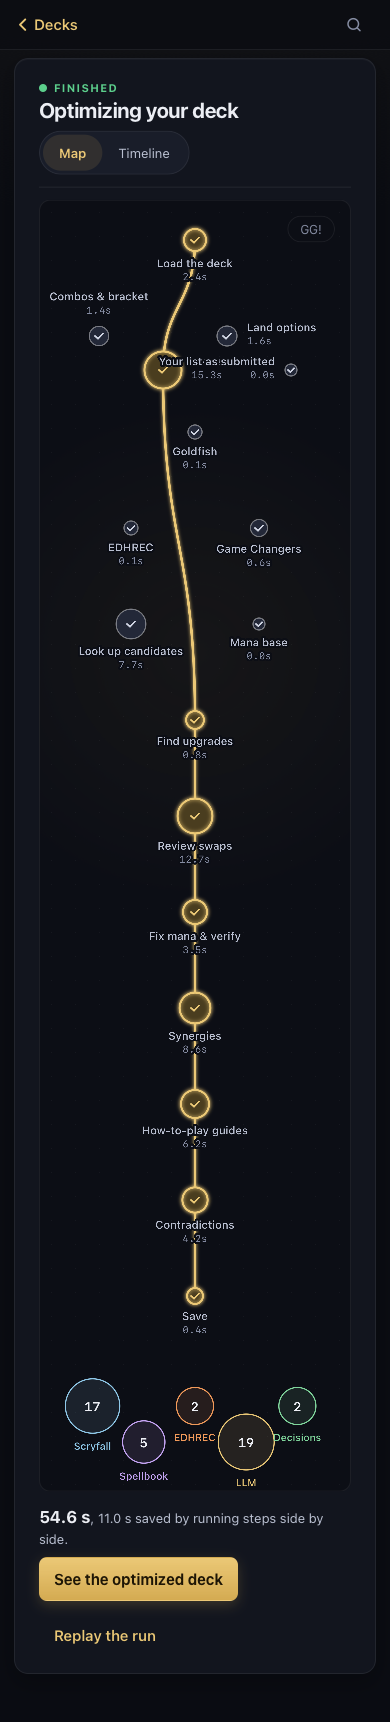 Decks
FINISHED
Optimizing your deck
Map
Timeline
GG!
Load the deck
2.4s
Combos & bracket
1.4s
Land options
1.6s
Your list as submitted
15.3s
0.0s
Goldfish
0.1s
EDHREC
0.1s
Game Changers
0.6s
Look up candidates
7.7s
Mana base
0.0s
Find upgrades
0.8s
Review swaps
12.7s
Fix mana & verify
3.5s
Synergies
8.6s
How-to-play guides
6.2s
Contradictions
4.2s
Save
0.4s
17
Scryfall
5
Spellbook
2
EDHREC
19
LLM
2
Decisions
54.6 s, 11.0 s saved by running steps side by
side.
See the optimized deck
Replay the run